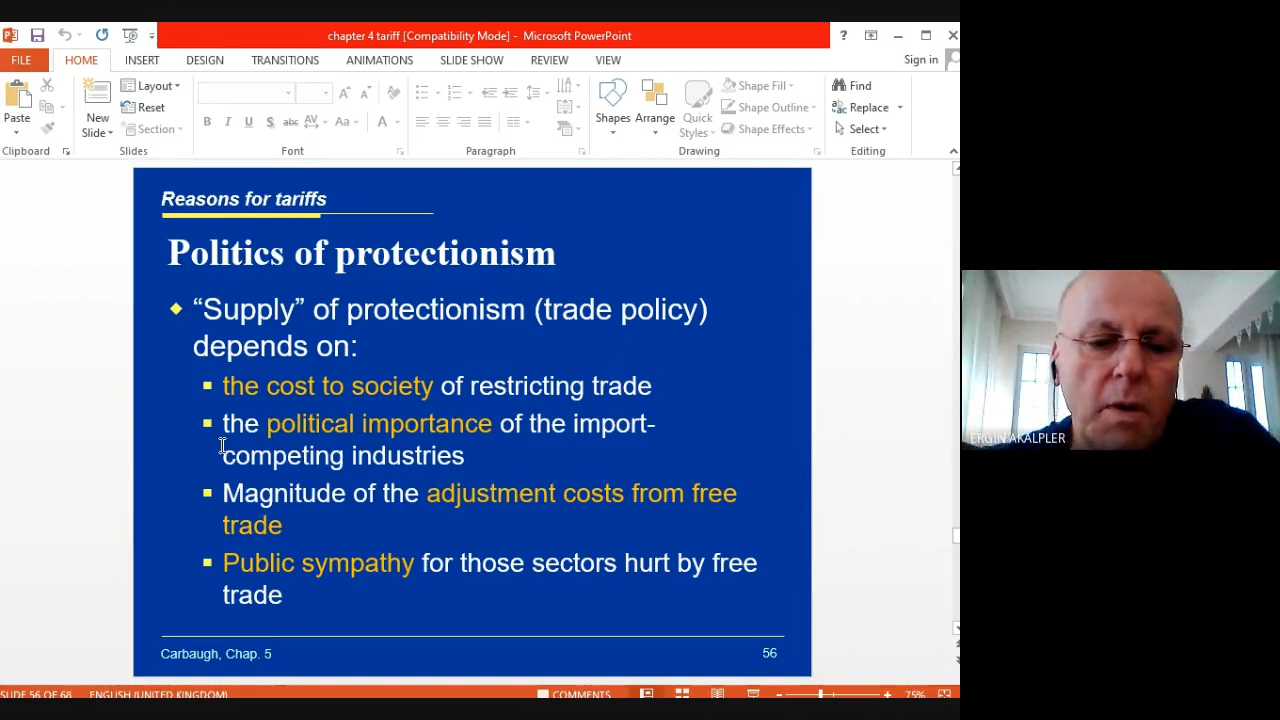 chapter 4 tariff [Compatibility Mode] - Microsoft PowerPoint
FILE HOME INSERT DESIGN TRANSITIONS ANIMATIONS SLIDE SHOW REVIEW VIEW Sign in
Paste
New
Slide
Layout
Reset
Section
B I U S abc AV Aa A
Shapes
Arrange
Quick
Styles
Shape Fill
Shape Outline
Shape Effects
Find
Replace
Select
Clipboard Slides Font Paragraph Drawing Editing
Reasons for tariffs
Politics of protectionism
“Supply” of protectionism (trade policy)
depends on:
the cost to society of restricting trade
the political importance of the import-
competing industries
Magnitude of the adjustment costs from free
trade
Public sympathy for those sectors hurt by free
trade
Carbaugh, Chap. 5 56
ERGIN AKALPLER
SLIDE 56 OF 68 ENGLISH (UNITED KINGDOM) COMMENTS 75%